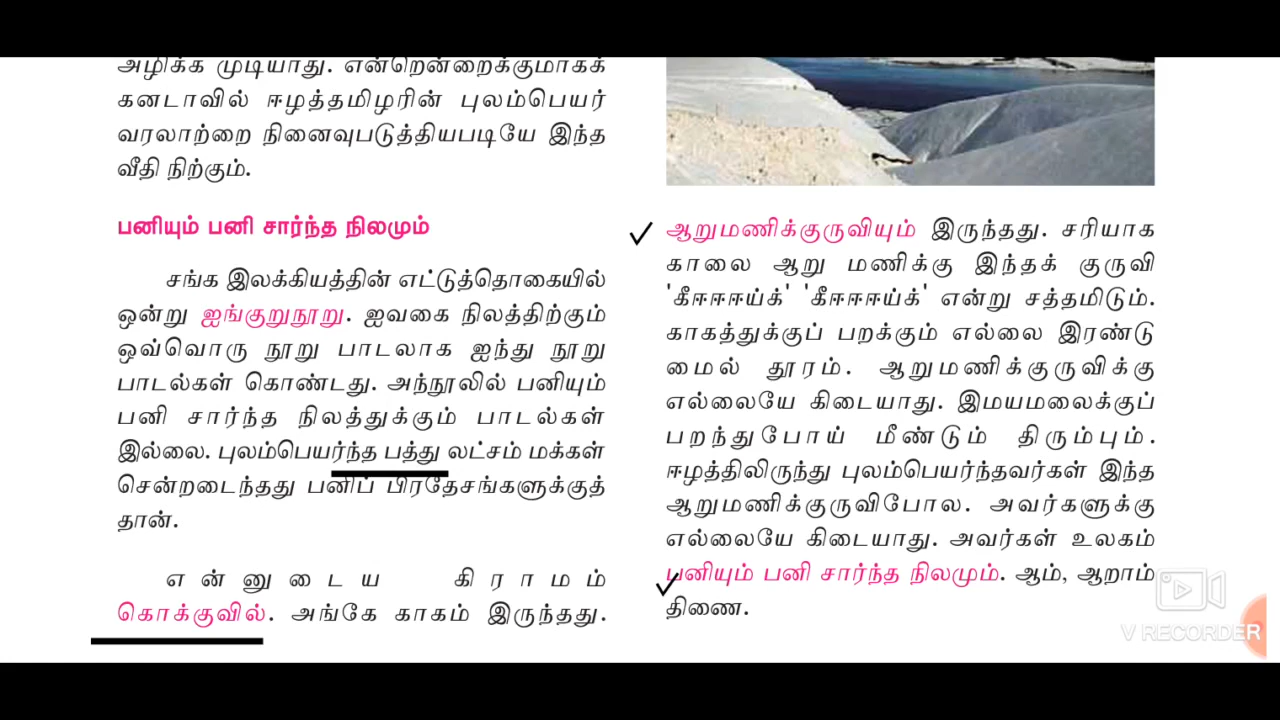 அழிக்க முடியாது. என்றென்றைக்குமாகக்
கனடாவில் ஈழத்தமிழரின் புலம்பெயர்
வரலாற்றை நினைவுபடுத்தியபடியே இந்த
வீதி நிற்கும்.
பனியும் பனி சார்ந்த நிலமும்
சங்க இலக்கியத்தின் எட்டுத்தொகையில்
ஒன்று ஐங்குறுநூறு. ஐவகை நிலத்திற்கும்
ஒவ்வொரு நூறு பாடலாக ஐந்து நூறு
பாடல்கள் கொண்டது. அந்நூலில் பனியும்
பனி சார்ந்த நிலத்துக்கும் பாடல்கள்
இல்லை. புலம்பெயர்ந்த பத்து லட்சம் மக்கள்
சென்றடைந்தது பனிப் பிரதேசங்களுக்குத்
தான்.
என்னுடைய கிராமம்
கொக்குவில். அங்கே காகம் இருந்தது.
ஆறுமணிக்குருவியும் இருந்தது. சரியாக
காலை ஆறு மணிக்கு இந்தக் குருவி
'கீஈஈஈய்க்' 'கீஈஈஈய்க்' என்று சத்தமிடும்.
காகத்துக்குப் பறக்கும் எல்லை இரண்டு
மைல் தூரம். ஆறுமணிக்குருவிக்கு
எல்லையே கிடையாது. இமயமலைக்குப்
பறந்துபோய் மீண்டும் திரும்பும்.
ஈழத்திலிருந்து புலம்பெயர்ந்தவர்கள் இந்த
ஆறுமணிக்குருவிபோல. அவர்களுக்கு
எல்லையே கிடையாது. அவர்கள் உலகம்
பனியும் பனி சார்ந்த நிலமும். ஆம், ஆறாம்
திணை.
V RECORDER